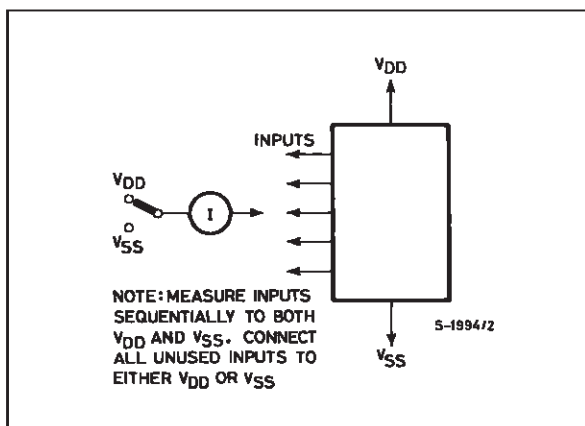 VDD
INPUTS
VDD
I
VSS
NOTE:MEASURE INPUTS
SEQUENTIALLY TO BOTH
VDD AND VSS. CONNECT
ALL UNUSED INPUTS TO
EITHER VDD OR VSS
S-1994/2
VSS